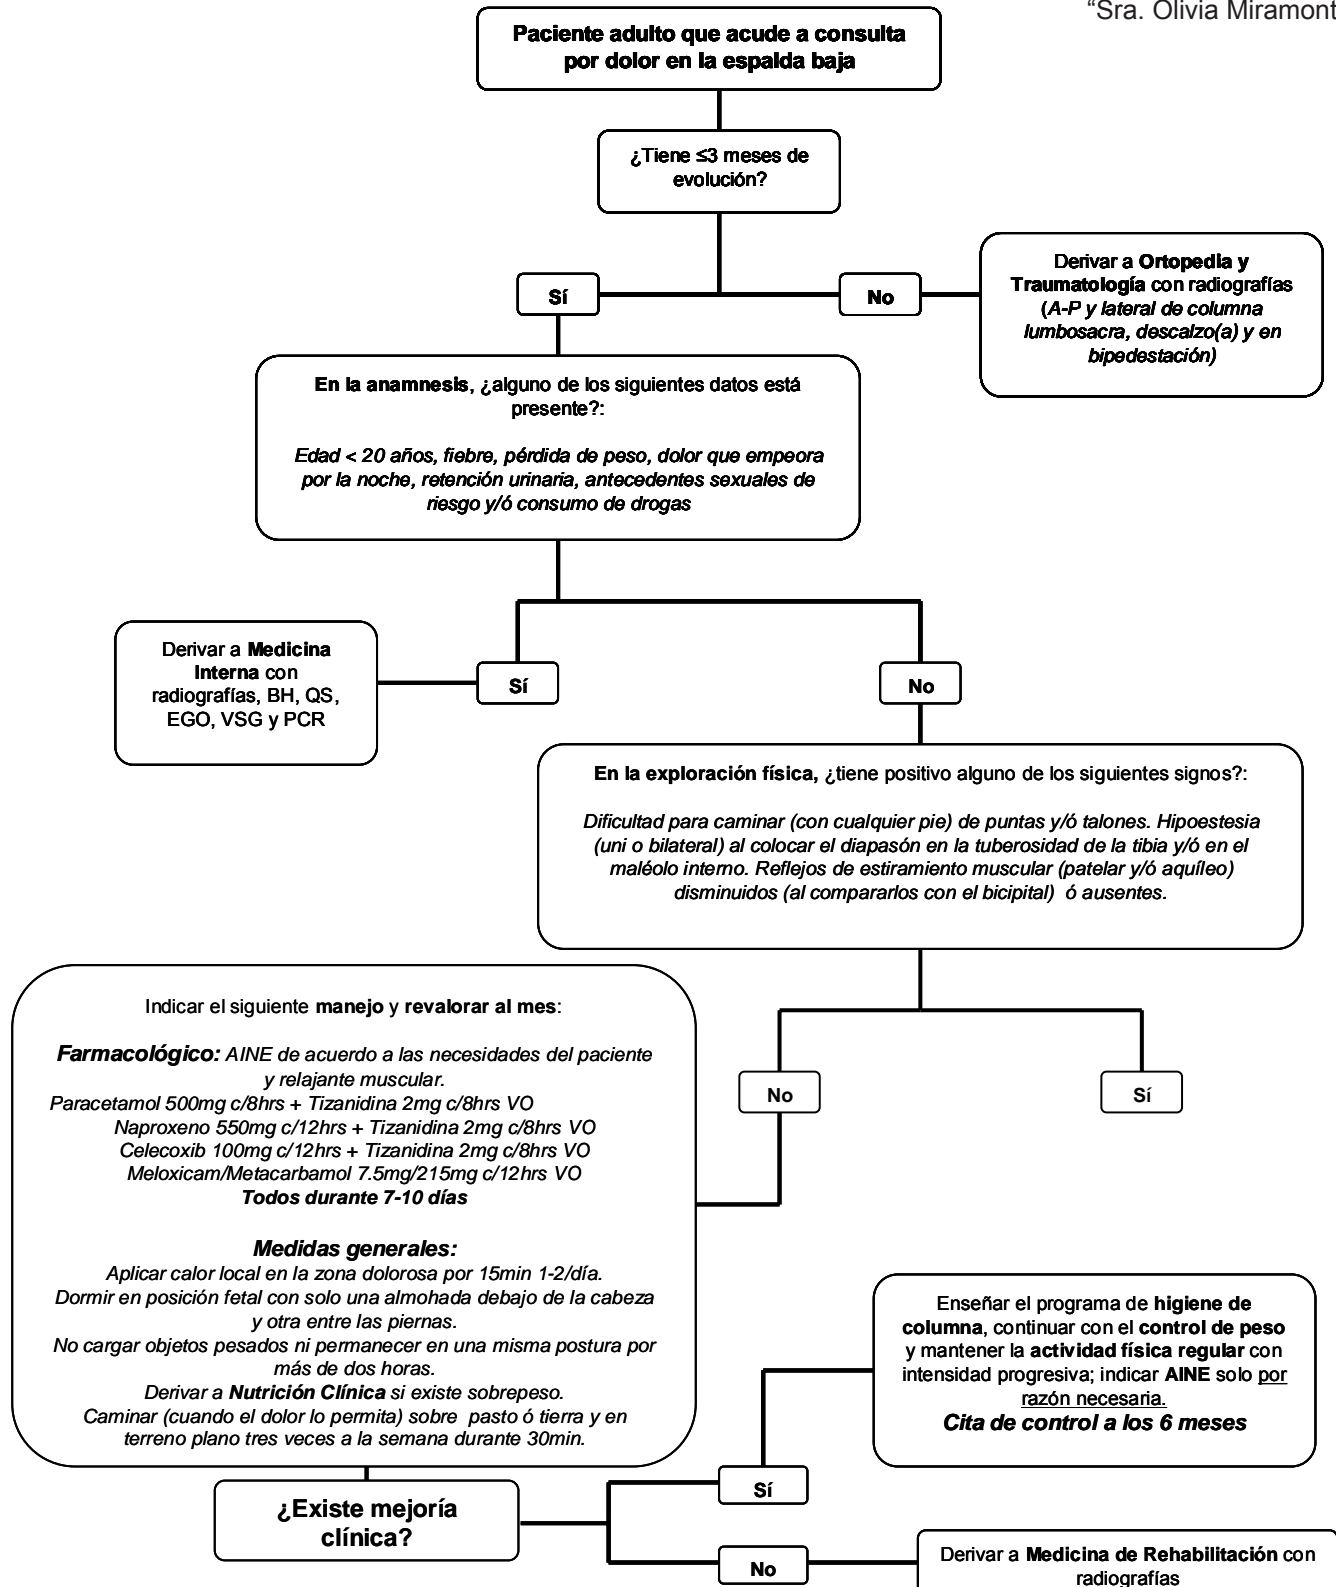 “Sra. Olivia Miramont
Paciente adulto que acude a consulta
por dolor en la espalda baja
¿Tiene ≤3 meses de
evolución?
Sí
No
Derivar a Ortopedia y
Traumatología con radiografías
(A-P y lateral de columna
lumbosacra, descalzo(a) y en
bipedestación)
En la anamnesis, ¿alguno de los siguientes datos está
presente?:
Edad < 20 años, fiebre, pérdida de peso, dolor que empeora
por la noche, retención urinaria, antecedentes sexuales de
riesgo y/ó consumo de drogas
Derivar a Medicina
Interna con
radiografías, BH, QS,
EGO, VSG y PCR
Sí
No
En la exploración física, ¿tiene positivo alguno de los siguientes signos?:
Dificultad para caminar (con cualquier pie) de puntas y/ó talones. Hipoestesia
(uni o bilateral) al colocar el diapasón en la tuberosidad de la tibia y/ó en el
maléolo interno. Reflejos de estiramiento muscular (patelar y/ó aquíleo)
disminuidos (al compararlos con el bicipital) ó ausentes.
No
Sí
Indicar el siguiente manejo y revalorar al mes:
Farmacológico: AINE de acuerdo a las necesidades del paciente
y relajante muscular.
Paracetamol 500mg c/8hrs + Tizanidina 2mg c/8hrs VO
Naproxeno 550mg c/12hrs + Tizanidina 2mg c/8hrs VO
Celecoxib 100mg c/12hrs + Tizanidina 2mg c/8hrs VO
Meloxicam/Metacarbamol 7.5mg/215mg c/12hrs VO
Todos durante 7-10 días
Medidas generales:
Aplicar calor local en la zona dolorosa por 15min 1-2/día.
Dormir en posición fetal con solo una almohada debajo de la cabeza
y otra entre las piernas.
No cargar objetos pesados ni permanecer en una misma postura por
más de dos horas.
Derivar a Nutrición Clínica si existe sobrepeso.
Caminar (cuando el dolor lo permita) sobre pasto ó tierra y en
terreno plano tres veces a la semana durante 30min.
Enseñar el programa de higiene de
columna, continuar con el control de peso
y mantener la actividad física regular con
intensidad progresiva; indicar AINE solo por
razón necesaria.
Cita de control a los 6 meses
¿Existe mejoría
clínica?
Sí
No
Derivar a Medicina de Rehabilitación con
radiografías